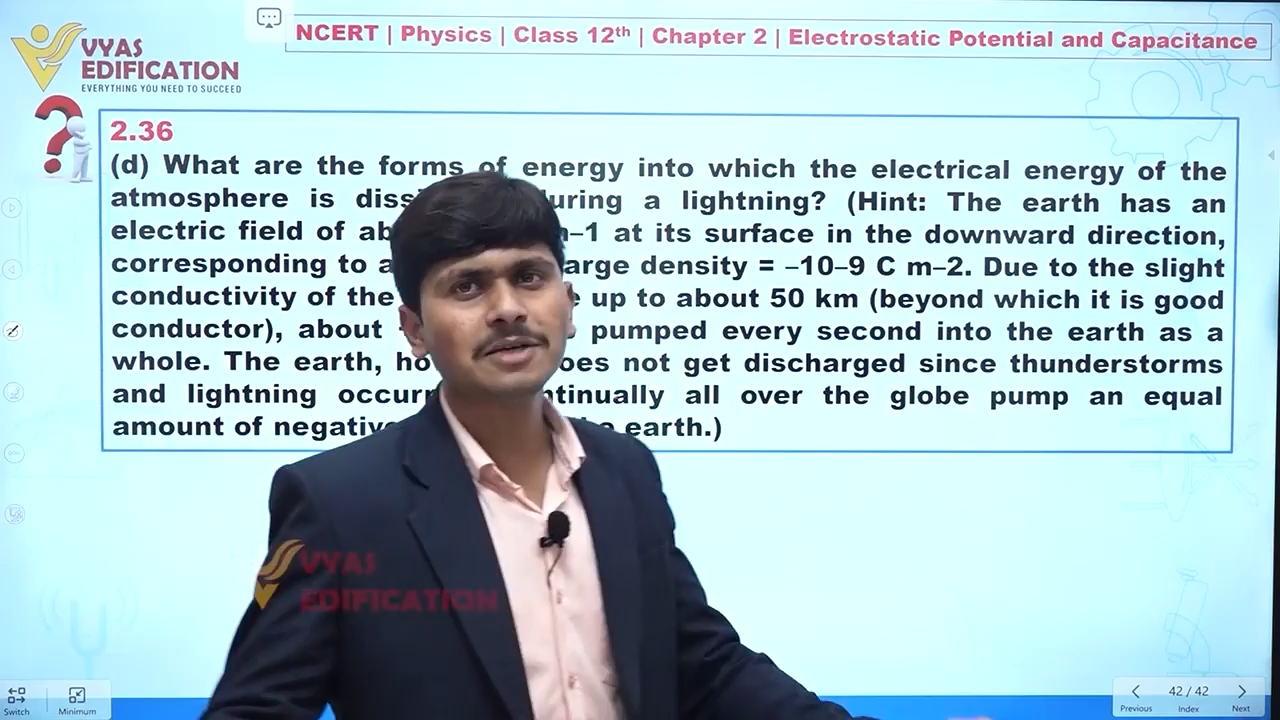 VYAS
EDIFICATION
EVERYTHING YOU NEED TO SUCCEED
NCERT | Physics | Class 12th | Chapter 2 | Electrostatic Potential and Capacitance
2.36
(d) What are the forms of energy into which the electrical energy of the
atmosphere is diss uring a lightning? (Hint: The earth has an
electric field of ab –1 at its surface in the downward direction,
corresponding to a arge density = –10–9 C m–2. Due to the slight
conductivity of the up to about 50 km (beyond which it is good
conductor), about pumped every second into the earth as a
whole. The earth, ho oes not get discharged since thunderstorms
and lightning occurr ntinually all over the globe pump an equal
amount of negativ earth.)
VYAS
EDIFICATION
Switch
Minimum
42 / 42
Previous
Index
Next